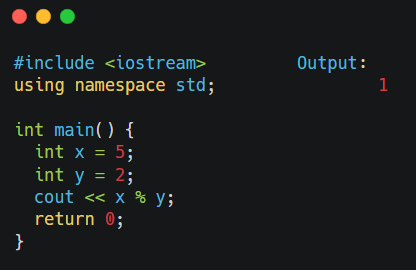 #include <iostream>
using namespace std;
int main() {
  int x = 5;
  int y = 2;
  cout << x % y;
  return 0;
}
Output:
1